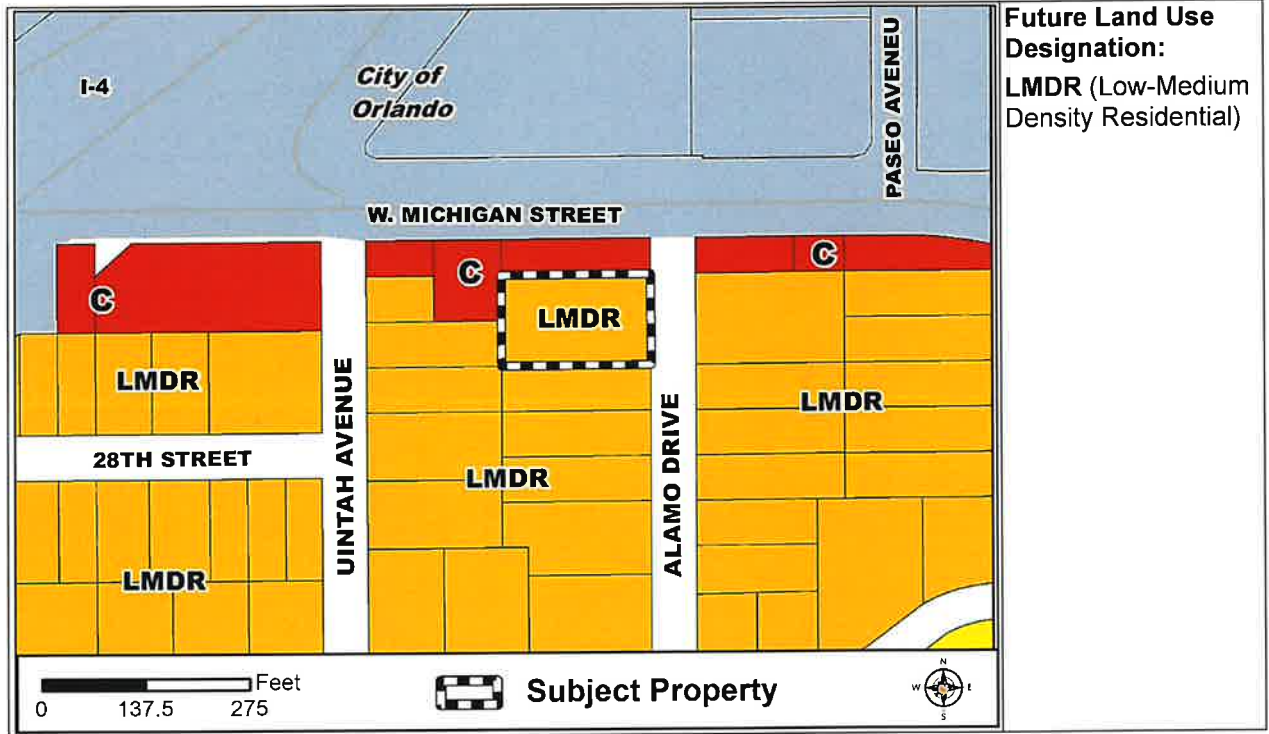 Future Land Use
Designation:
LMDR (Low-Medium
Density Residential)
I-4
City of
Orlando
PASEO AVENEU
W. MICHIGAN STREET
C
C
C
LMDR
LMDR
LMDR
28TH STREET
UINTAH AVENUE
LMDR
ALAMO DRIVE
LMDR
Feet
0 137.5 275
Subject Property
N
W E
S